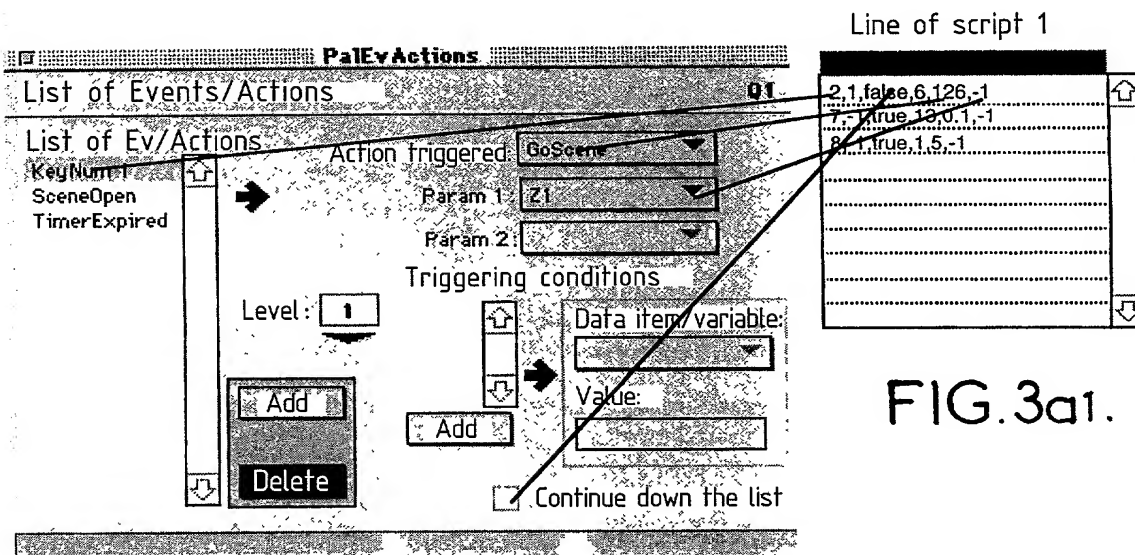 Line of script 1
PalEvActions
List of Events/Actions Q1
List of Ev/Actions
KeyNum 1
SceneOpen
TimerExpired
Action triggered: GoScene
Param 1: Z1
Param 2:
Triggering conditions
Level: 1
Data item/variable:
Value:
Add
Add
Delete
Continue down the list
2,1,false,6,126,-1
7,-1,true,13,0.1,-1
true,1,5,-1
FIG.3a1.